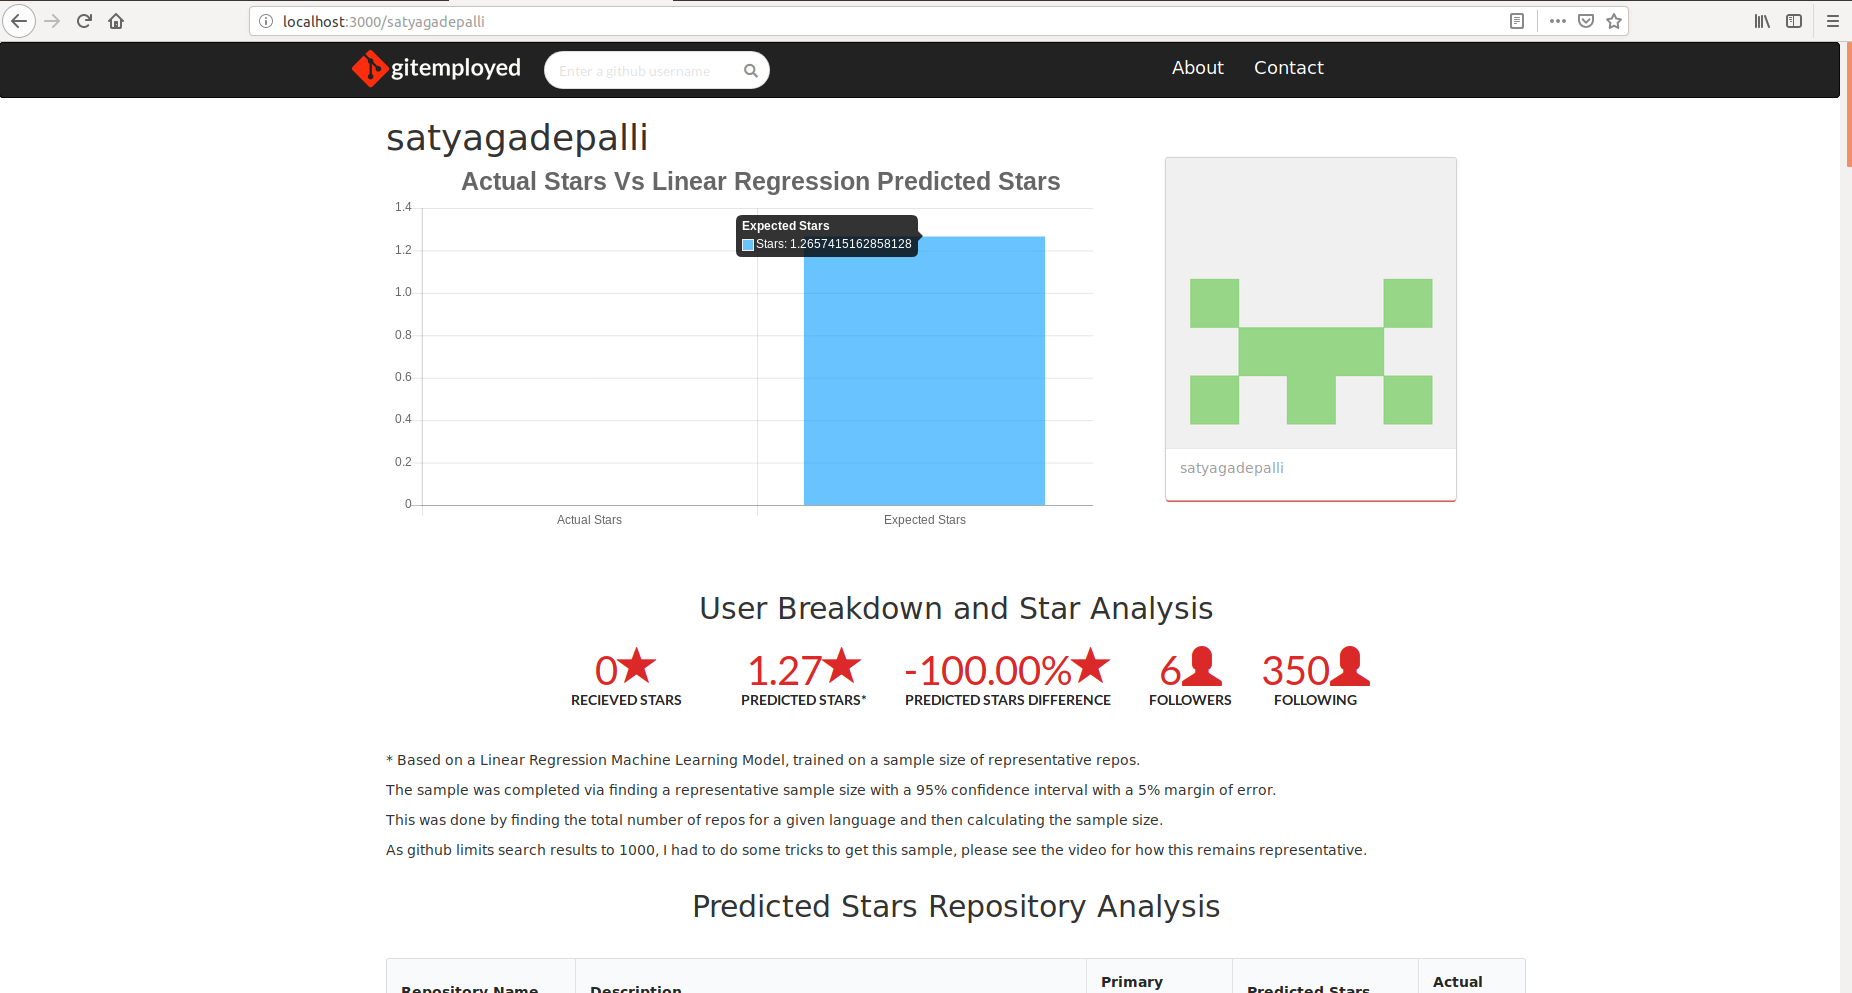 localhost:3000/satyagadepalli
gitemployed
Enter a github username
About
Contact
satyagadepalli
Actual Stars Vs Linear Regression Predicted Stars
1.4
1.2
1.0
0.8
0.6
0.4
0.2
0
Expected Stars
Stars: 1.2657415162858128
Actual Stars
Expected Stars
satyagadepalli
User Breakdown and Star Analysis
0
RECIEVED STARS
1.27
PREDICTED STARS*
-100.00%
PREDICTED STARS DIFFERENCE
6
FOLLOWERS
350
FOLLOWING
* Based on a Linear Regression Machine Learning Model, trained on a sample size of representative repos.
The sample was completed via finding a representative sample size with a 95% confidence interval with a 5% margin of error.
This was done by finding the total number of repos for a given language and then calculating the sample size.
As github limits search results to 1000, I had to do some tricks to get this sample, please see the video for how this remains representative.
Predicted Stars Repository Analysis
Repository Name
Description
Primary
Predicted Stars
Actual